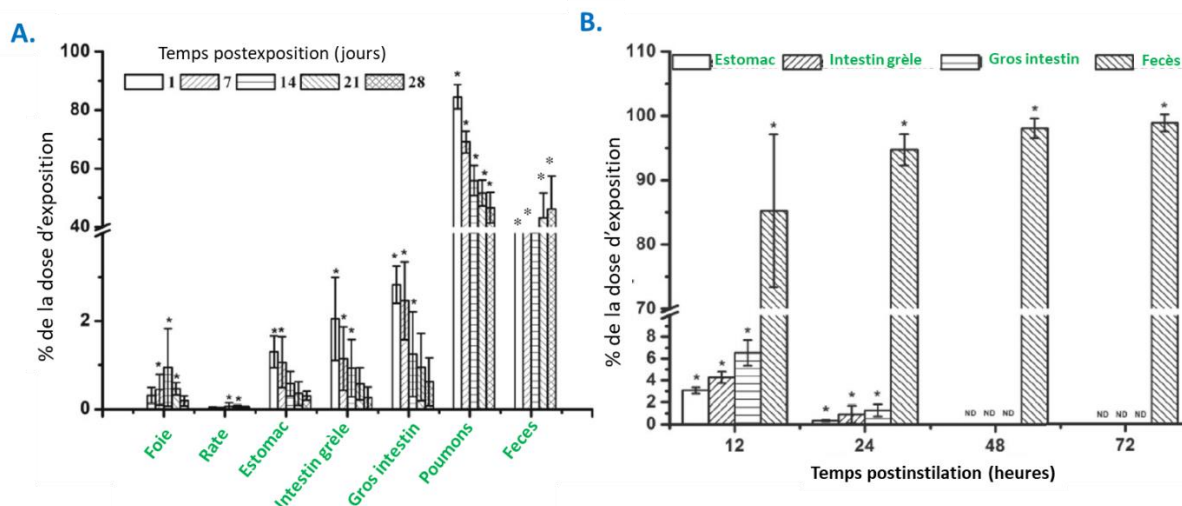 A.
Temps postexposition (jours)
1 7 14 21 28
% de la dose d'exposition
100
80
60
40
2
0
* * * * * * * * * * * * * * * * * * * * * *
Foie Rate Estomac Intestin grèle Gros intestin Poumons Feces
B.
Estomac Intestin grèle Gros intestin Fecès
% de la dose d'exposition
110
100
90
80
70
8
6
4
2
0
* * * * * * * * * *
ND ND ND ND ND ND
12 24 48 72
Temps postinstilation (heures)